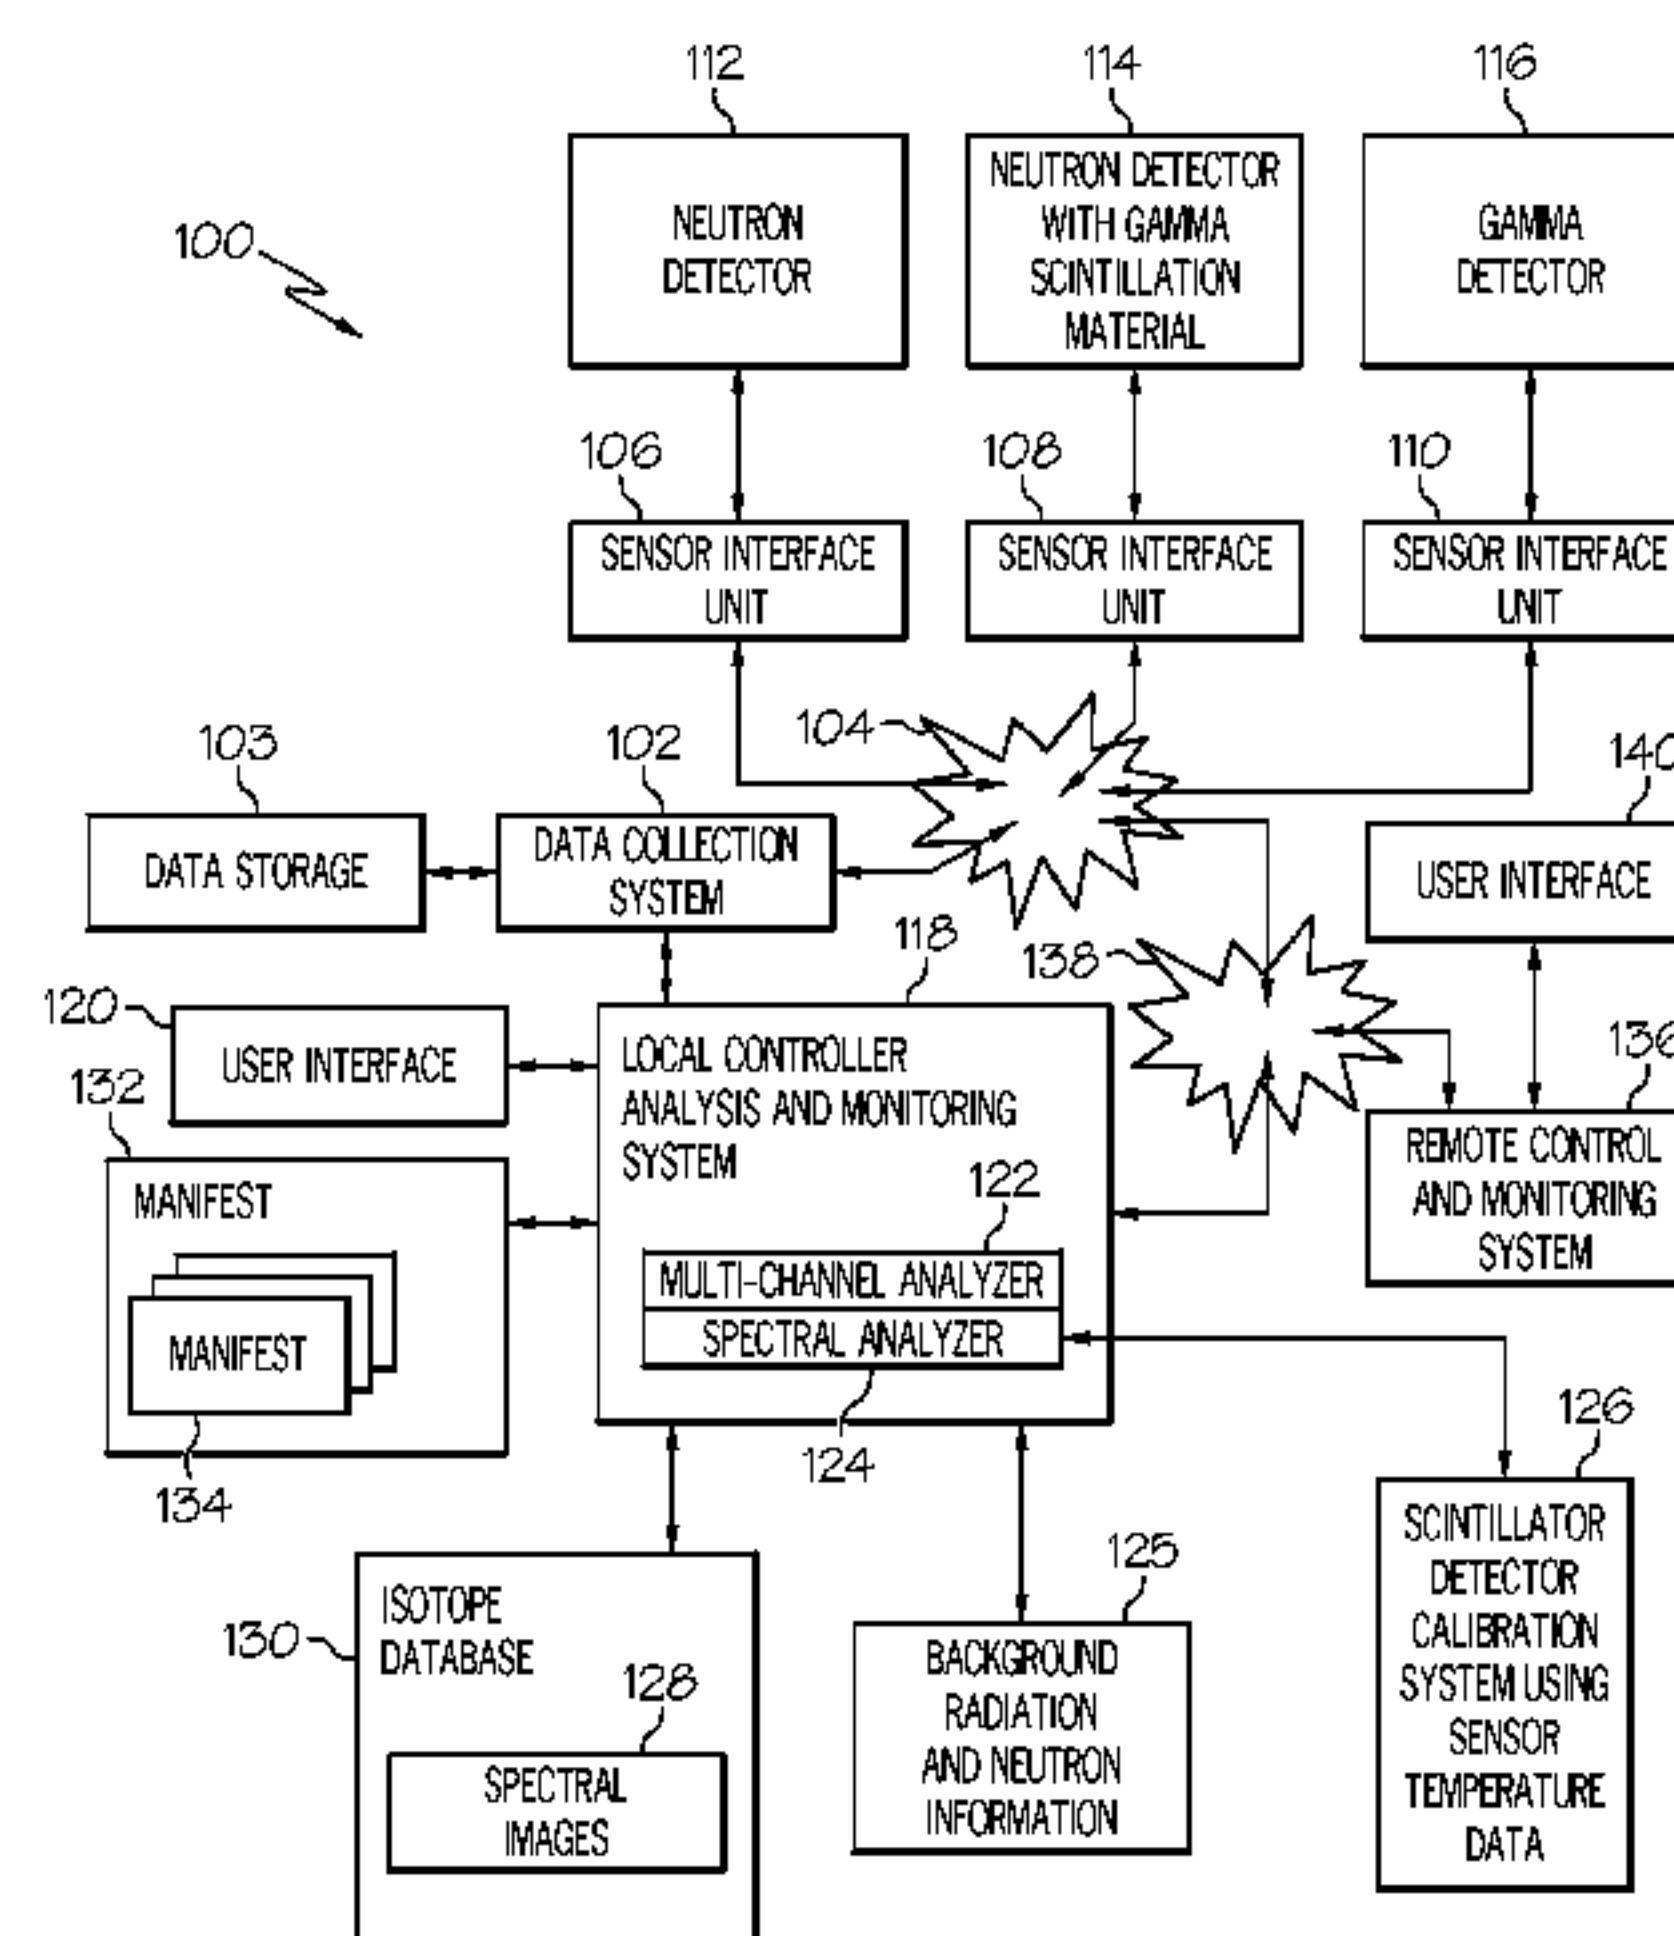 112
114
116
NEUTRON
DETECTOR
NEUTRON DETECTOR
WITH GAMMA
SCINTILLATION
MATERIAL
GAMMA
DETECTOR
100
106
108
110
SENSOR INTERFACE
UNIT
SENSOR INTERFACE
UNIT
SENSOR INTERFACE
UNIT
103
102
104
140
DATA STORAGE
DATA COLLECTION
SYSTEM
USER INTERFACE
118
138
120
136
USER INTERFACE
LOCAL CONTROLLER
ANALYSIS AND MONITORING
SYSTEM
132
REMOTE CONTROL
AND MONITORING
SYSTEM
MANIFEST
122
MULTI-CHANNEL ANALYZER
SPECTRAL ANALYZER
MANIFEST
126
124
134
SCINTILLATOR
DETECTOR
CALIBRATION
SYSTEM USING
SENSOR
TEMPERATURE
DATA
125
ISOTOPE
DATABASE
130
128
BACKGROUND
RADIATION
AND NEUTRON
INFORMATION
SPECTRAL
IMAGES